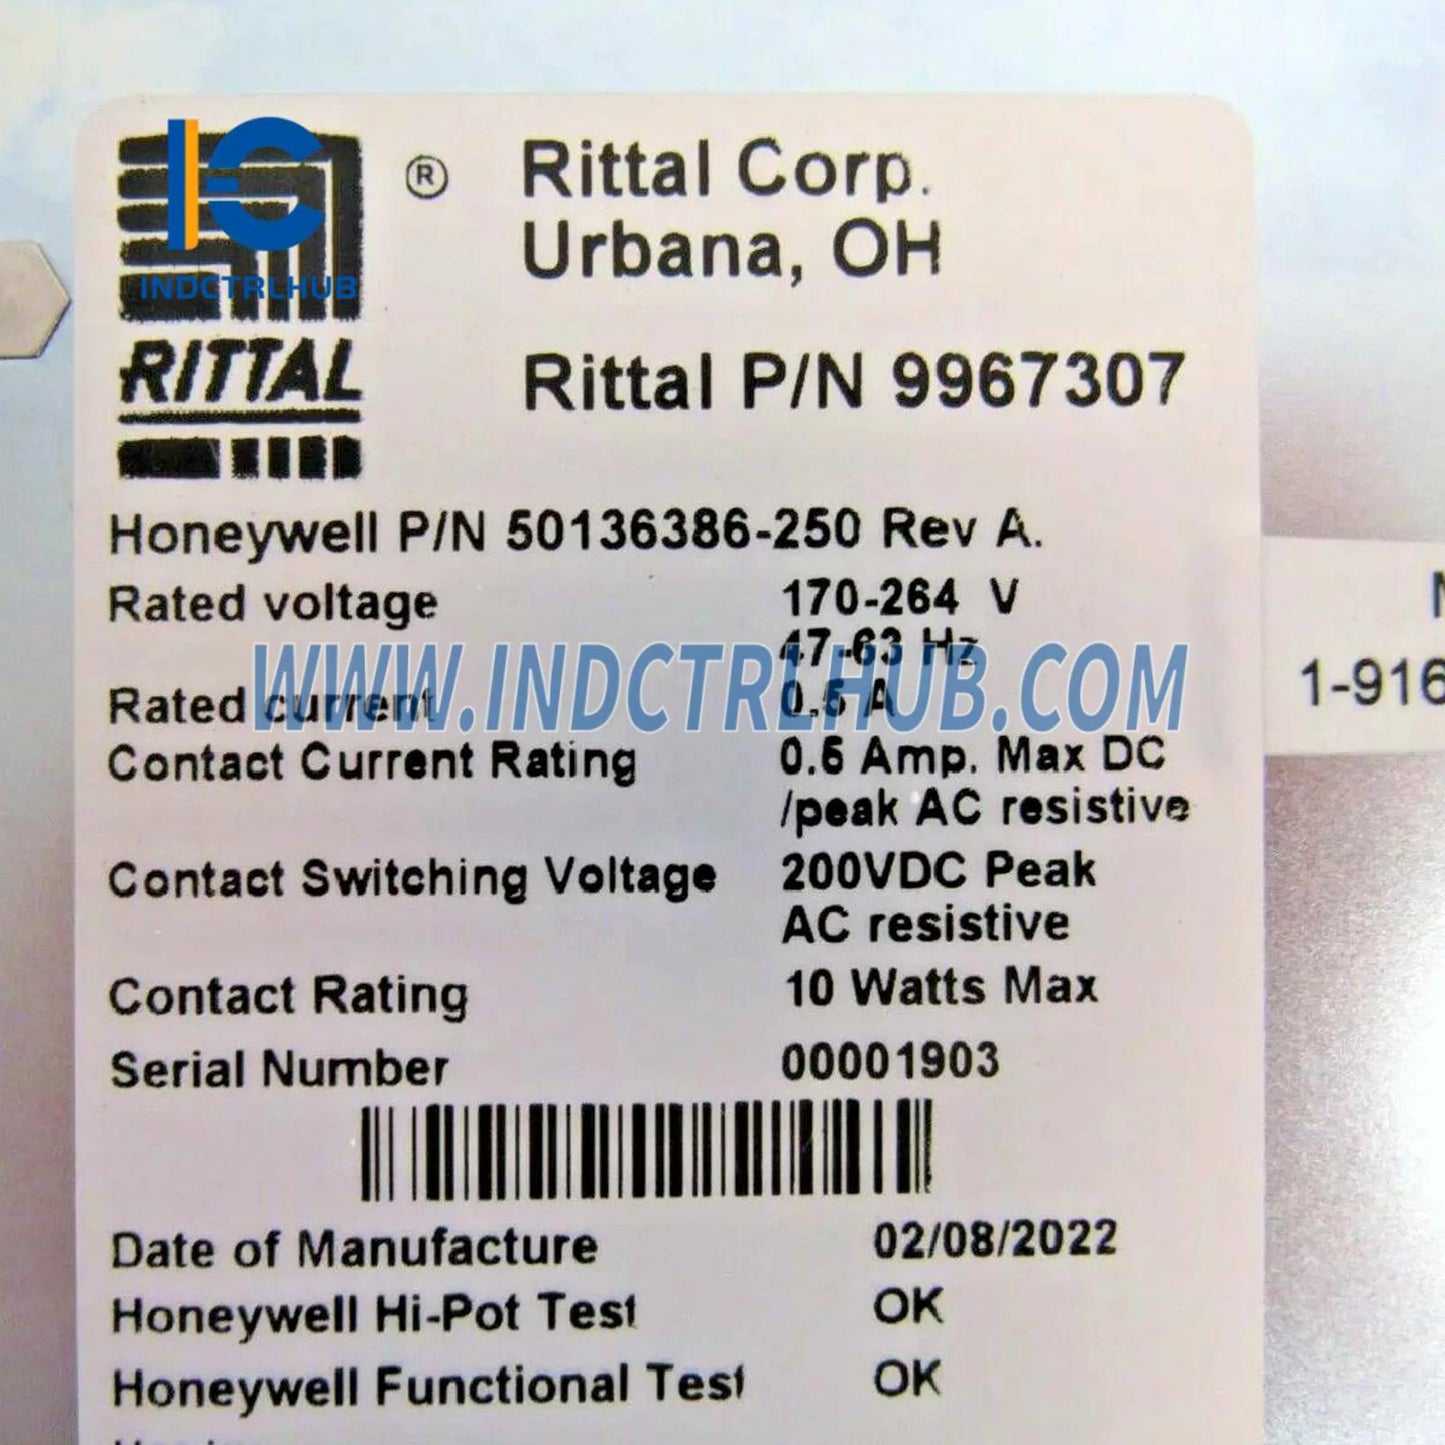 INDCTRLHUB
RITTAL
®
Rittal Corp.
Urbana, OH
Rittal P/N 9967307
Honeywell P/N 50136386-250 Rev A.
Rated voltage 170-264 V
47-63 Hz
WWW.INDCTRLHUB.COM
Rated current 0.5 A
Contact Current Rating 0.5 Amp. Max DC
/peak AC resistive
Contact Switching Voltage 200VDC Peak
AC resistive
Contact Rating 10 Watts Max
Serial Number 00001903
Date of Manufacture 02/08/2022
Honeywell Hi-Pot Test OK
Honeywell Functional Test OK
1-916